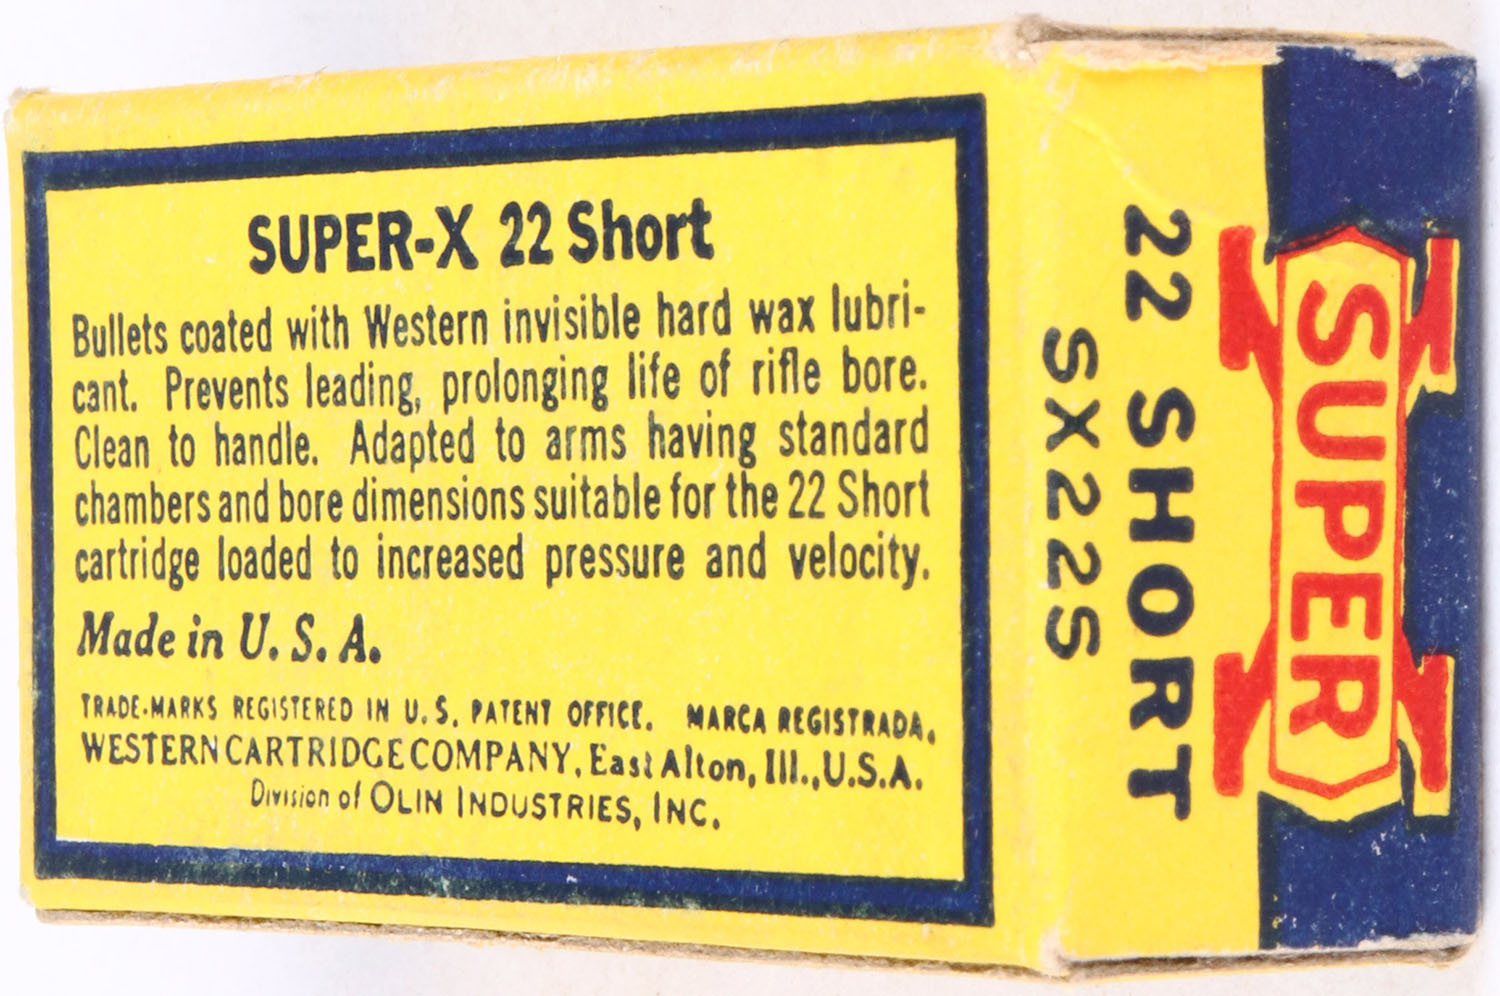 SUPER-X 22 Short
Bullets coated with Western invisible hard wax lubri-
cant. Prevents leading, prolonging life of rifle bore.
Clean to handle. Adapted to arms having standard
chambers and bore dimensions suitable for the 22 Short
cartridge loaded to increased pressure and velocity.
Made in U. S. A.
TRADE-MARKS REGISTERED IN U. S. PATENT OFFICE. MARCA REGISTRADA.
WESTERN CARTRIDGE COMPANY, East Alton, Ill., U.S.A.
Division of OLIN INDUSTRIES, INC.
SUPER X
22 SHORT
SX22S